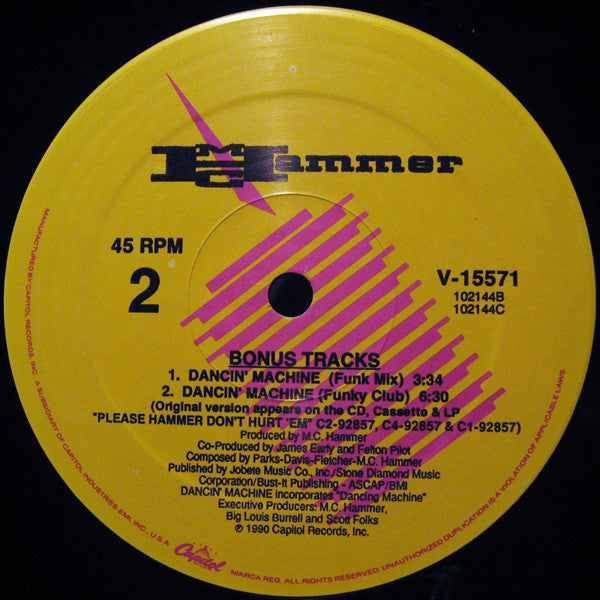 MC Hammer
45 RPM
2
V-15571
102144B
102144C
BONUS TRACKS
1. DANCIN' MACHINE (Funk Mix) 3:34
2. DANCIN' MACHINE (Funky Club) 6:30
(Original version appears on the CD, Cassette & LP
"PLEASE HAMMER DON'T HURT 'EM" C2-92857, C4-92857 & C1-92857)
Produced by M.C. Hammer
Co-Produced by James Early and Felton Pilot
Composed by Parks-Davis-Fletcher-M.C. Hammer
Published by Jobete Music Co., Inc./Stone Diamond Music
Corporation/Bust-It Publishing - ASCAP/BMI
DANCIN' MACHINE incorporates "Dancing Machine"
Executive Producers: M.C. Hammer,
Big Louis Burrell and Scott Folks
℗ 1990 Capitol Records, Inc.
MANUFACTURED BY CAPITOL RECORDS, INC. A SUBSIDIARY OF CAPITOL INDUSTRIES-EMI, INC. U.S.A.
Capitol
MARCA REG. ALL RIGHTS RESERVED. UNAUTHORIZED DUPLICATION IS A VIOLATION OF APPLICABLE LAWS.